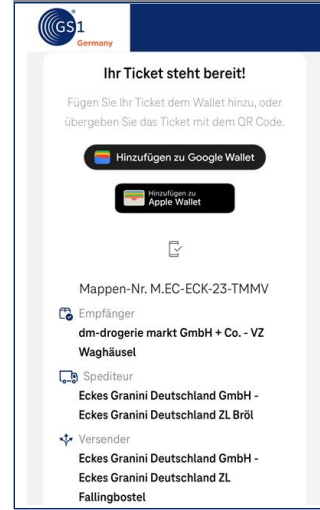 GS1
Germany
Ihr Ticket steht bereit!
Fügen Sie Ihr Ticket dem Wallet hinzu, oder
übergeben Sie das Ticket mit dem QR Code.
Hinzufügen zu Google Wallet
Hinzufügen zu
Apple Wallet
Mappen-Nr. M.EC-ECK-23-TMMV
Empfänger
dm-drogerie markt GmbH + Co. - VZ
Waghäusel
Spediteur
Eckes Granini Deutschland GmbH -
Eckes Granini Deutschland ZL Bröl
Versender
Eckes Granini Deutschland GmbH -
Eckes Granini Deutschland ZL
Fallingbostel